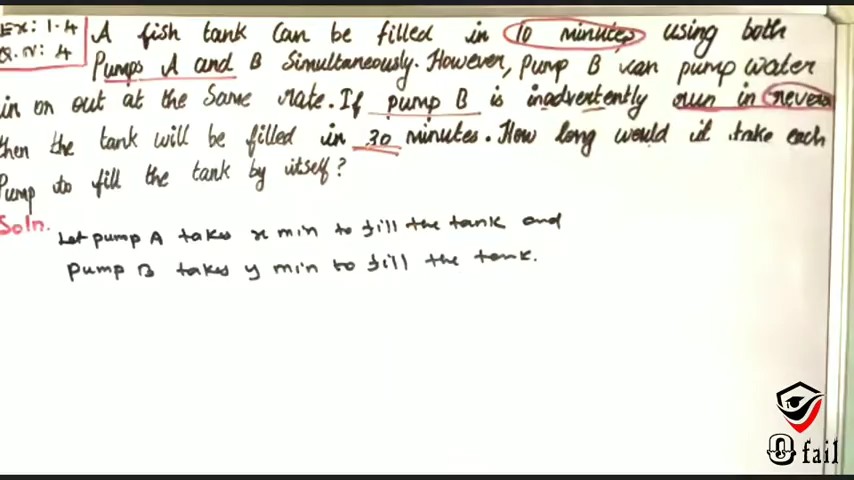 Ex: 1.4
Q.N: 4
A fish tank can be filled in 10 minutes using both
Pumps A and B Simultaneously. However, Pump B can pump water
in or out at the same rate. If pump B is inadvertently run in reverse
then the tank will be filled in 30 minutes. How long would it take each
Pump to fill the tank by itself?
Soln.
Let pump A takes x min to fill the tank and
Pump B takes y min to fill the tank.
0 fail